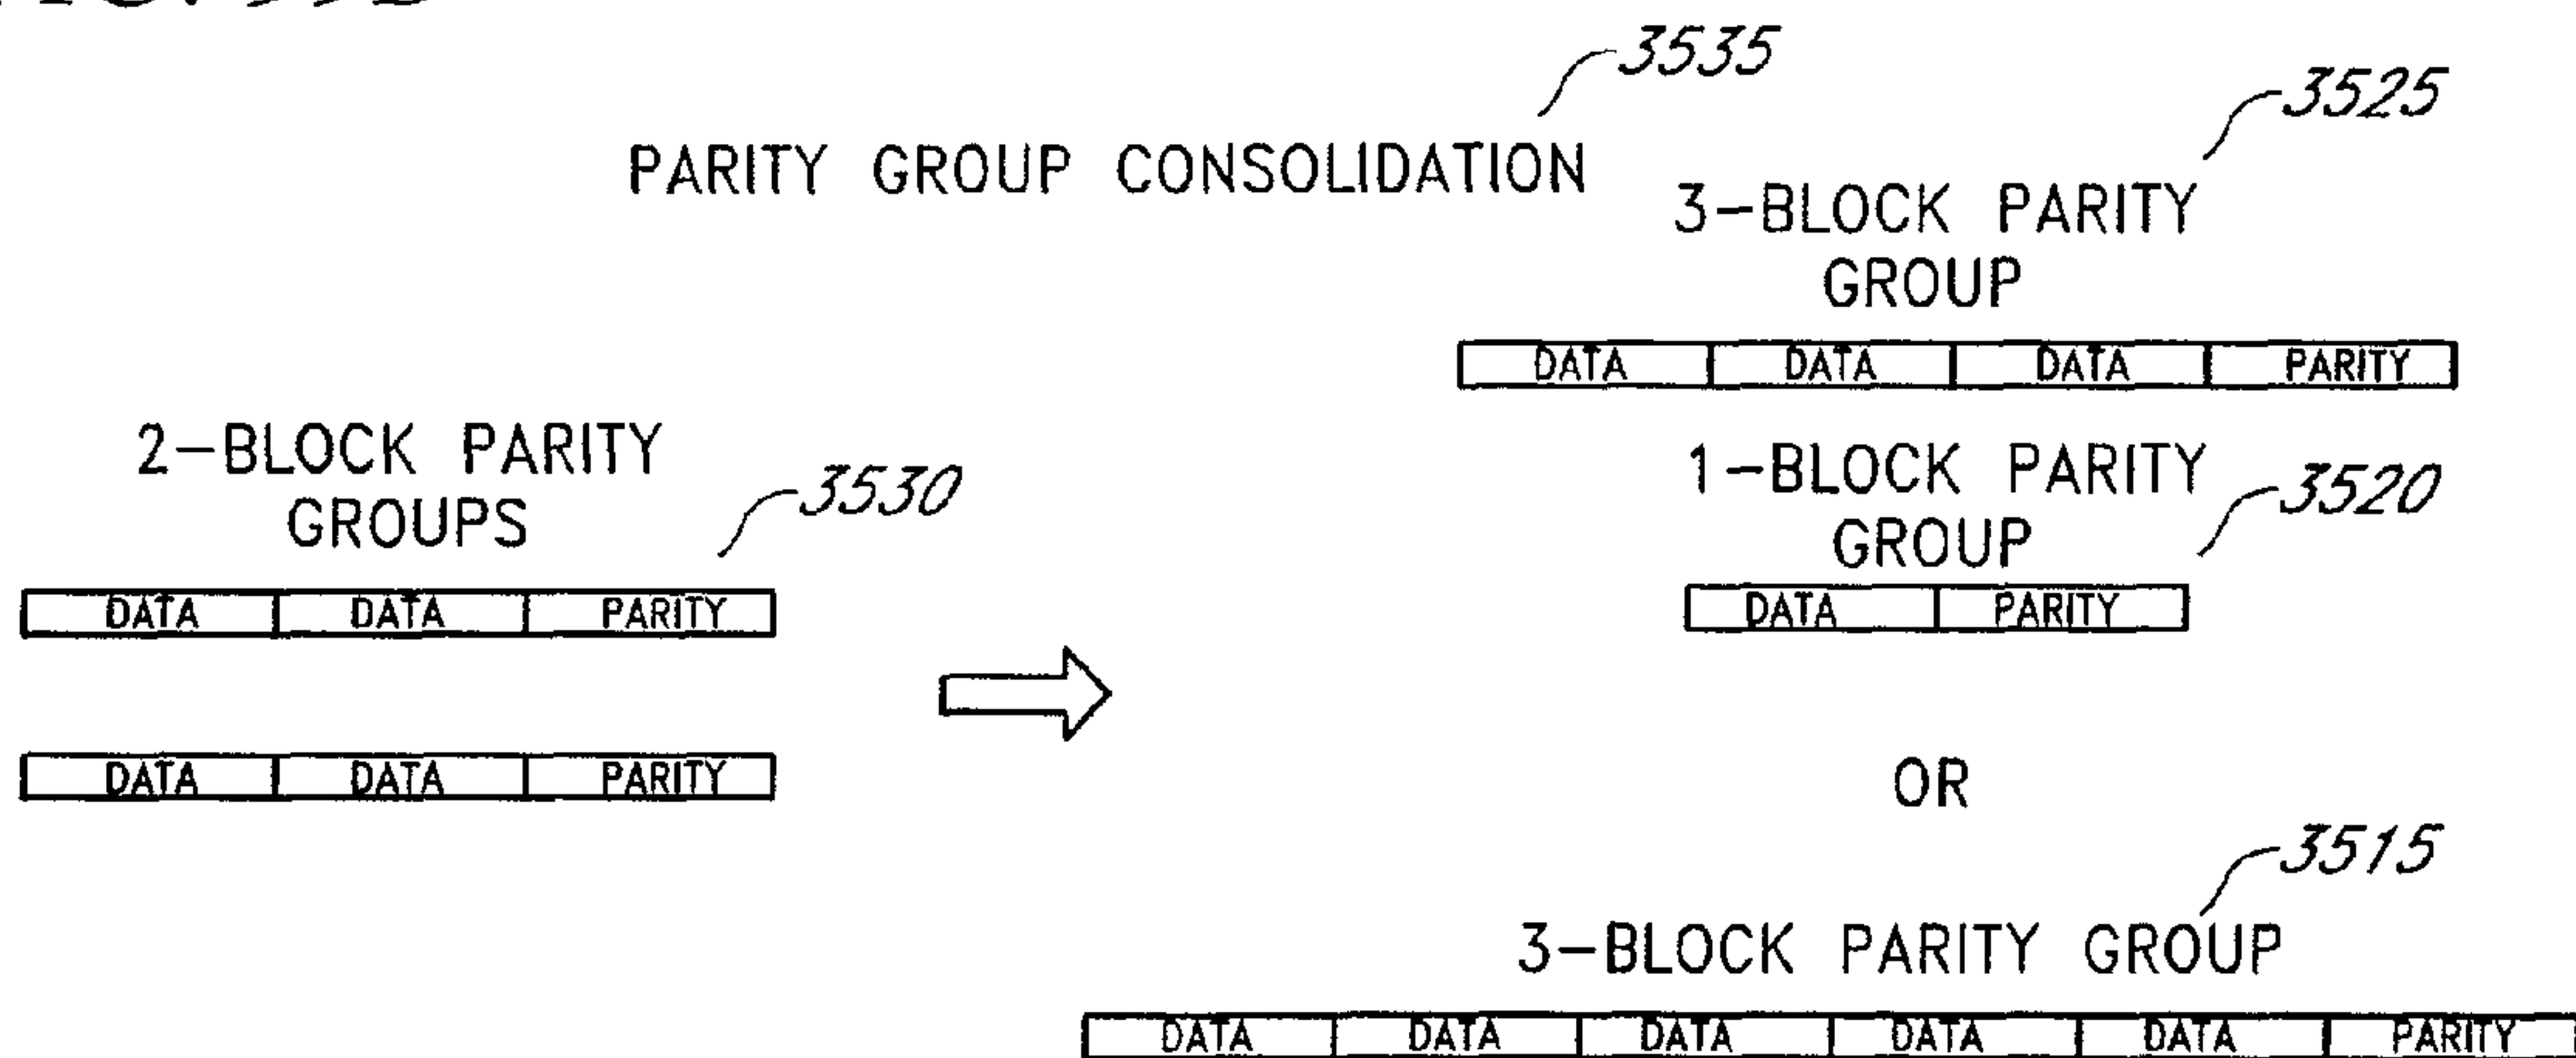 3535
3525
PARITY GROUP CONSOLIDATION
3-BLOCK PARITY
GROUP
DATA DATA DATA PARITY
2-BLOCK PARITY
GROUPS
3530
1-BLOCK PARITY
GROUP
3520
DATA DATA PARITY
DATA PARITY
DATA DATA PARITY
OR
3515
3-BLOCK PARITY GROUP
DATA DATA DATA DATA DATA PARITY